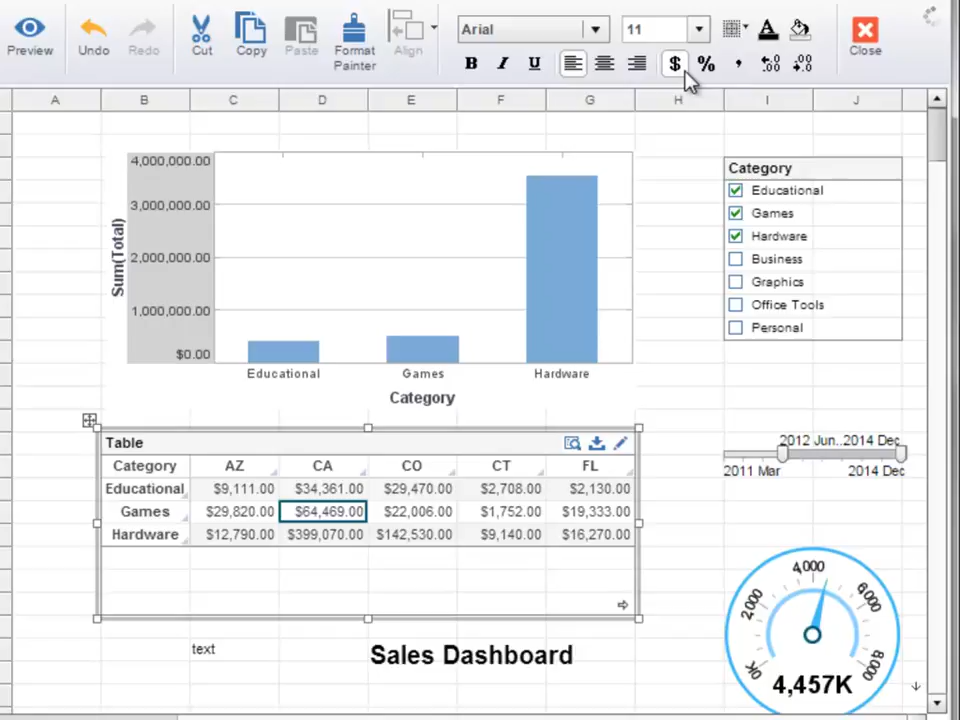 Preview Undo Redo Cut Copy Paste Format Painter Align Close
Arial 11
B I U $ % ,
A B C D E F G H I J
4,000,000.00
3,000,000.00
2,000,000.00
1,000,000.00
$0.00
Sum(Total)
Educational Games Hardware
Category
Category
Educational
Games
Hardware
Business
Graphics
Office Tools
Personal
Table
Category AZ CA CO CT FL
Educational $9,111.00 $34,361.00 $29,470.00 $2,708.00 $2,130.00
Games $29,820.00 $64,469.00 $22,006.00 $1,752.00 $19,333.00
Hardware $12,790.00 $399,070.00 $142,530.00 $9,140.00 $16,270.00
2012 Jun..2014 Dec
2011 Mar 2014 Dec
0K 2,000 4,000 6,000 8000
4,457K
text
Sales Dashboard